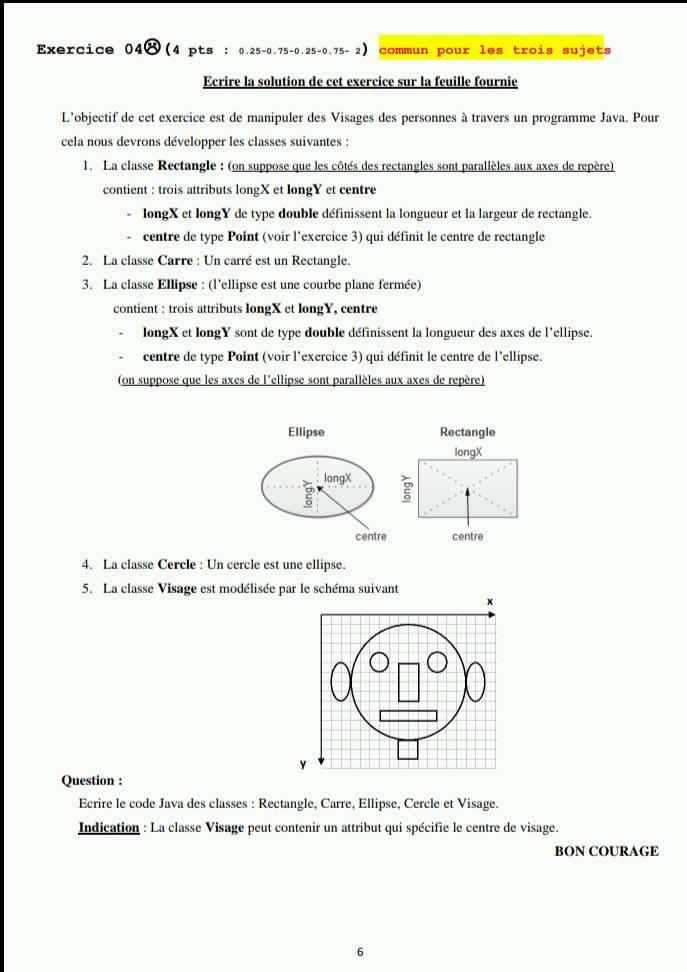 Exercice 04☹(4 pts : 0.25-0.75-0.25-0.75- 2) commun pour les trois sujets
Ecrire la solution de cet exercice sur la feuille fournie
L'objectif de cet exercice est de manipuler des Visages des personnes à travers un programme Java. Pour
cela nous devrons développer les classes suivantes :
1. La classe Rectangle : (on suppose que les côtés des rectangles sont parallèles aux axes de repère)
contient : trois attributs longX et longY et centre
- longX et longY de type double définissent la longueur et la largeur de rectangle.
- centre de type Point (voir l'exercice 3) qui définit le centre de rectangle
2. La classe Carre : Un carré est un Rectangle.
3. La classe Ellipse : (l'ellipse est une courbe plane fermée)
contient : trois attributs longX et longY, centre
- longX et longY sont de type double définissent la longueur des axes de l'ellipse.
- centre de type Point (voir l'exercice 3) qui définit le centre de l'ellipse.
(on suppose que les axes de l'ellipse sont parallèles aux axes de repère)
Ellipse
longX
longY
centre
Rectangle
longX
longY
centre
4. La classe Cercle : Un cercle est une ellipse.
5. La classe Visage est modélisée par le schéma suivant
x
y
Question :
Ecrire le code Java des classes : Rectangle, Carre, Ellipse, Cercle et Visage.
Indication : La classe Visage peut contenir un attribut qui spécifie le centre de visage.
BON COURAGE
6